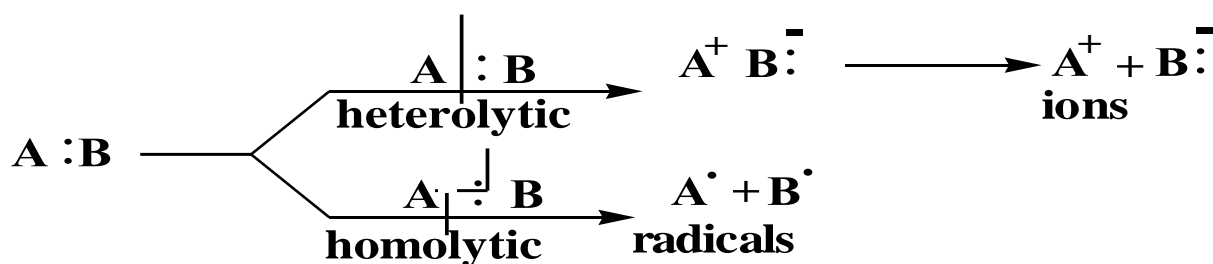 A : B
A : B
heterolytic
A⁺ B:⁻
A⁺ + B:⁻
ions
A : B
homolytic
A· + B·
radicals